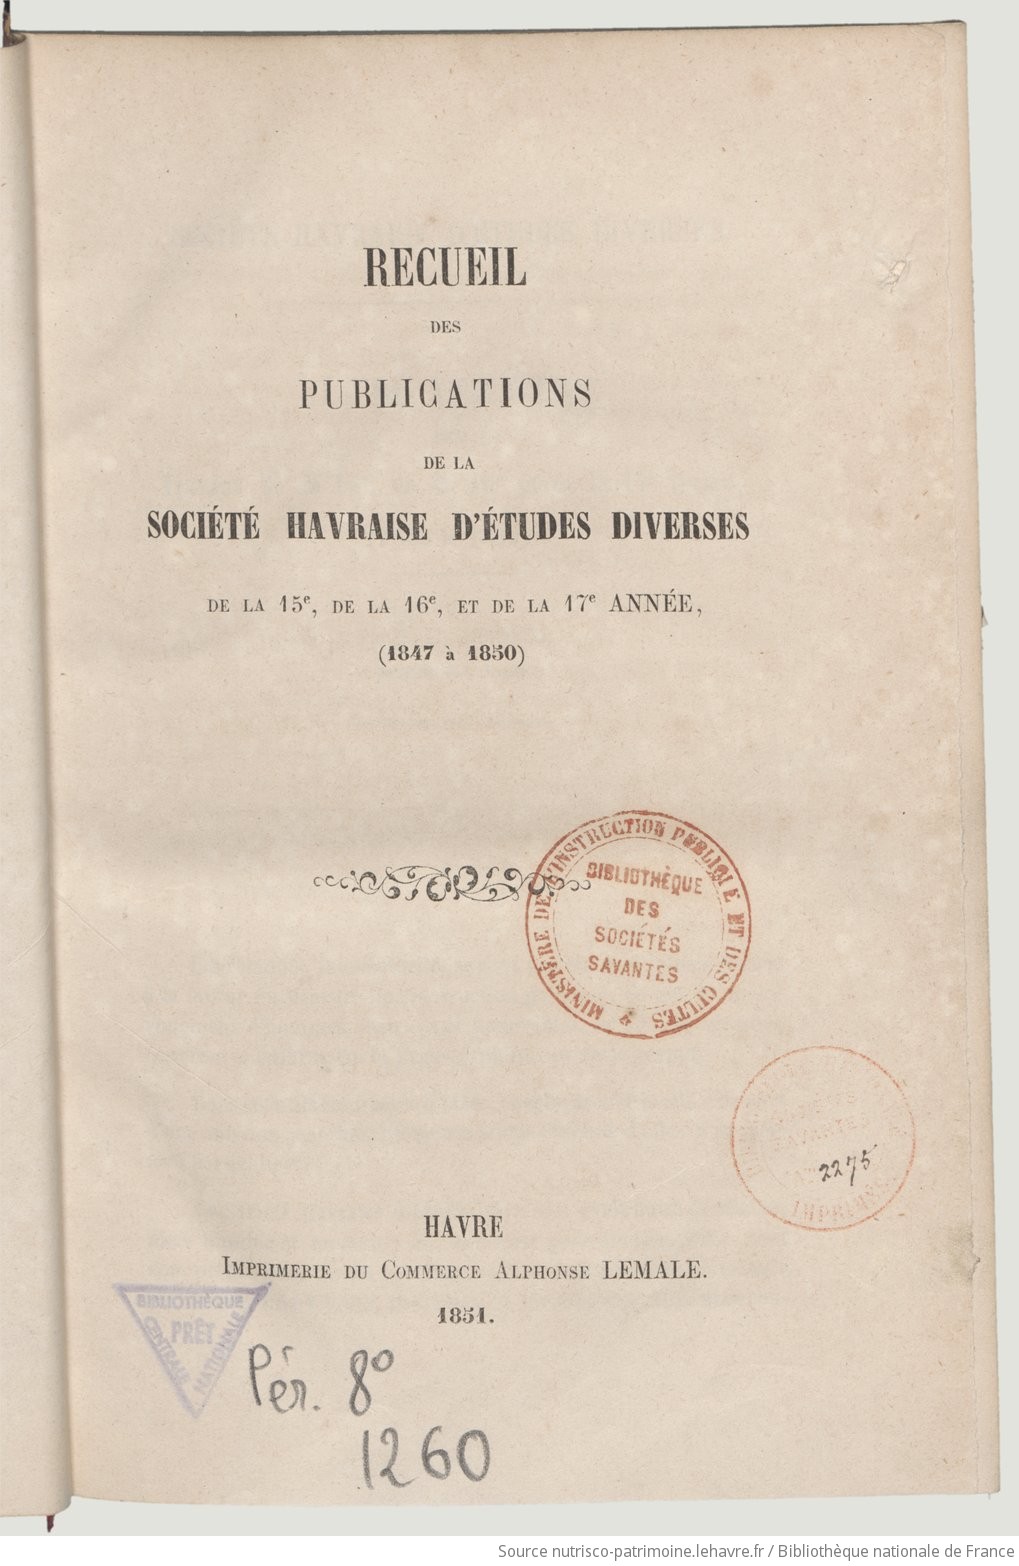 RECUEIL
DES
PUBLICATIONS
DE LA
SOCIÉTÉ HAVRAISE D'ÉTUDES DIVERSES
DE LA 15e, DE LA 16e, ET DE LA 17e ANNÉE,
(1847 à 1850)
MINISTÈRE DE L'INSTRUCTION PUBLIQUE ET DES CULTES
BIBLIOTHÈQUE
DES
SOCIÉTÉS
SAVANTES
SAVANTES
2275
IMPRIMÉS
HAVRE
IMPRIMERIE DU COMMERCE ALPHONSE LEMALE.
1851.
BIBLIOTHÈQUE
PRÊT
CENTRALE
NATIONALE
Pér. 8°
1260
Source nutrisco-patrimoine.lehavre.fr / Bibliothèque nationale de France